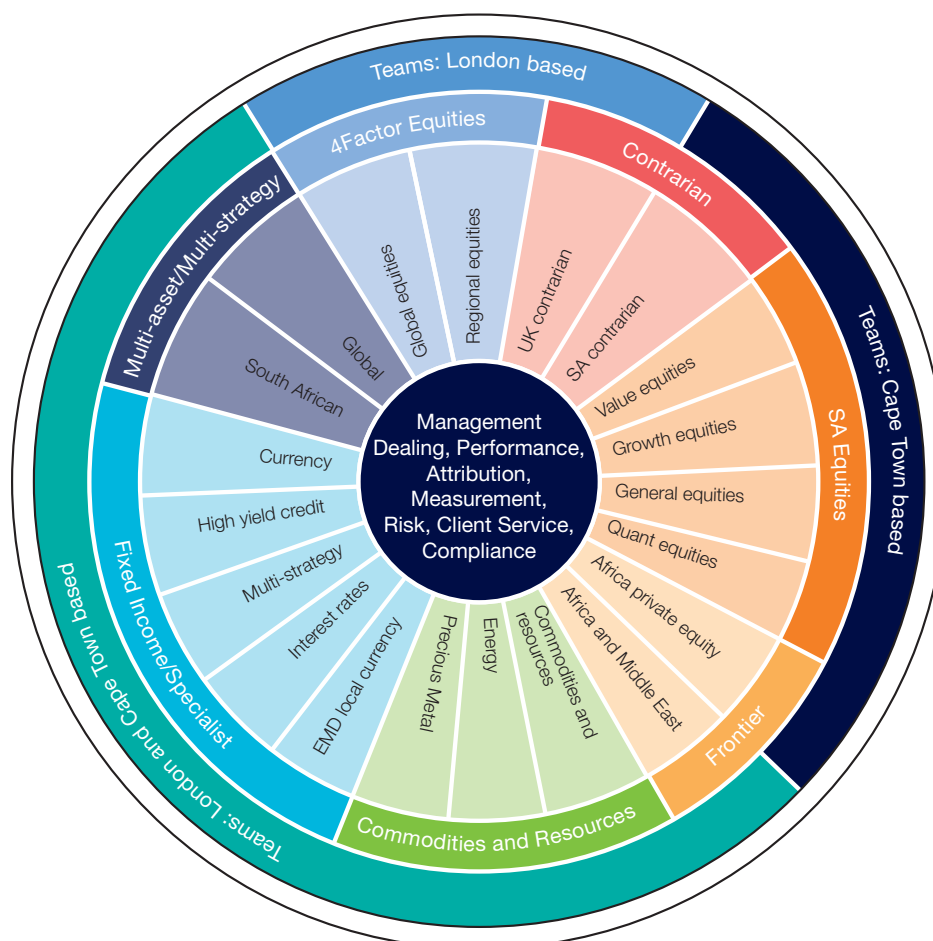 Teams: London based
4Factor Equities
Contrarian
Global equities
Regional equities
UK contrarian
SA contrarian
Teams: Cape Town based
SA Equities
Value equities
Growth equities
General equities
Quant equities
Frontier
Africa private equity
Africa and Middle East
Commodities and Resources
Commodities and
resources
Energy
Precious Metal
Teams: London and Cape Town based
Fixed Income/Specialist
EMD local currency
Interest rates
Multi-strategy
High yield credit
Currency
Multi-asset/Multi-strategy
South African
Global
Management
Dealing, Performance,
Attribution,
Measurement,
Risk, Client Service,
Compliance